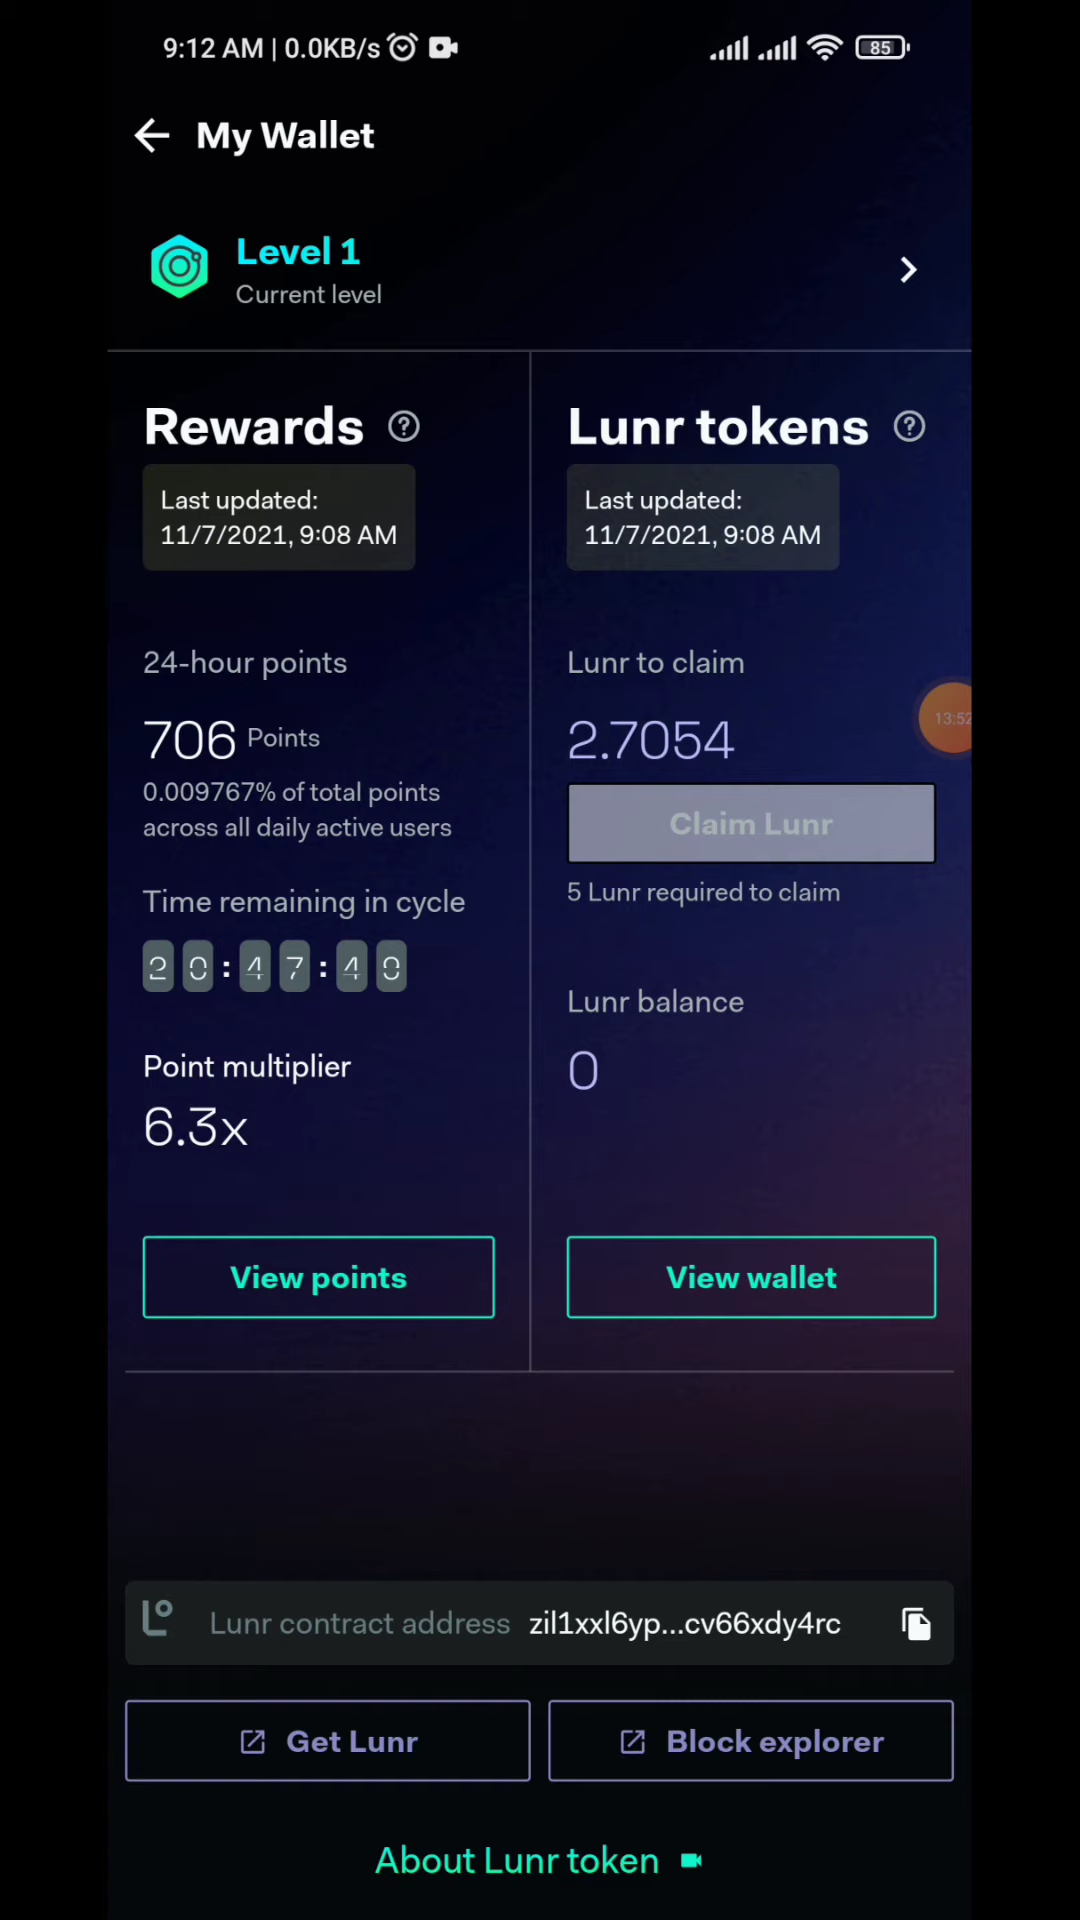 9:12 AM | 0.0KB/s
85
My Wallet
Level 1
Current level
Rewards
Last updated:
11/7/2021, 9:08 AM
24-hour points
706 Points
0.009767% of total points
across all daily active users
Time remaining in cycle
20:47:49
Point multiplier
6.3x
View points
Lunr tokens
Last updated:
11/7/2021, 9:08 AM
Lunr to claim
2.7054
13:52
Claim Lunr
5 Lunr required to claim
Lunr balance
0
View wallet
Lunr contract address zil1xxl6yp...cv66xdy4rc
Get Lunr
Block explorer
About Lunr token